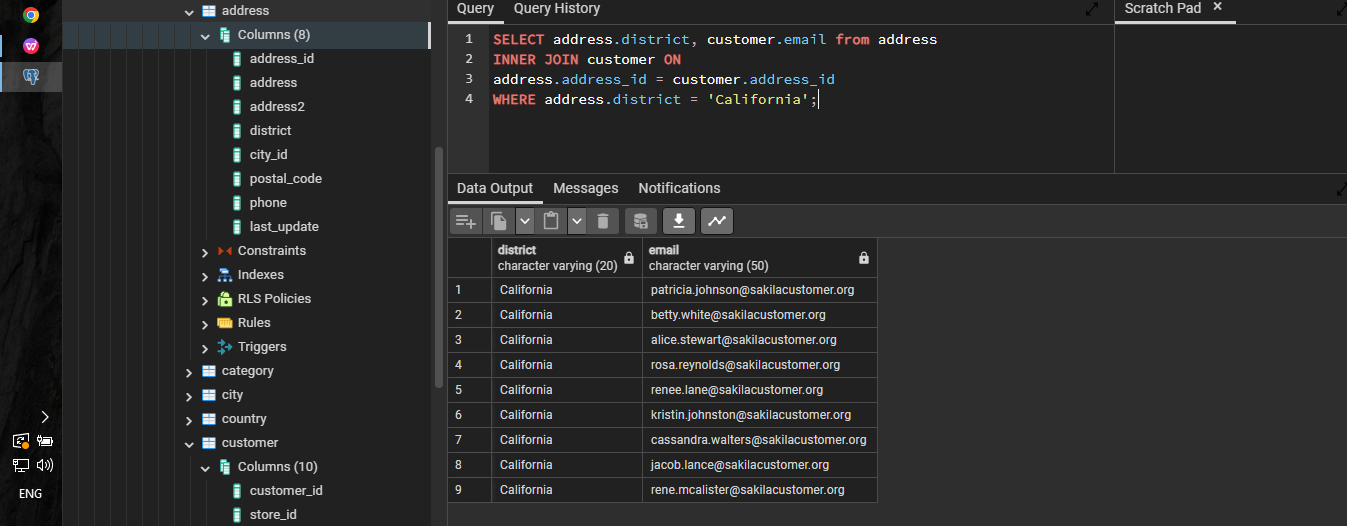 address
Columns (8)
address_id
address
address2
district
city_id
postal_code
phone
last_update
Constraints
Indexes
RLS Policies
Rules
Triggers
category
city
country
customer
Columns (10)
customer_id
store_id
ENG
Query Query History
1 SELECT address.district, customer.email from address
2 INNER JOIN customer ON
3 address.address_id = customer.address_id
4 WHERE address.district = 'California';
Scratch Pad ×
Data Output Messages Notifications
district email
character varying (20) character varying (50)
1 California patricia.johnson@sakilacustomer.org
2 California betty.white@sakilacustomer.org
3 California alice.stewart@sakilacustomer.org
4 California rosa.reynolds@sakilacustomer.org
5 California renee.lane@sakilacustomer.org
6 California kristin.johnston@sakilacustomer.org
7 California cassandra.walters@sakilacustomer.org
8 California jacob.lance@sakilacustomer.org
9 California rene.mcalister@sakilacustomer.org